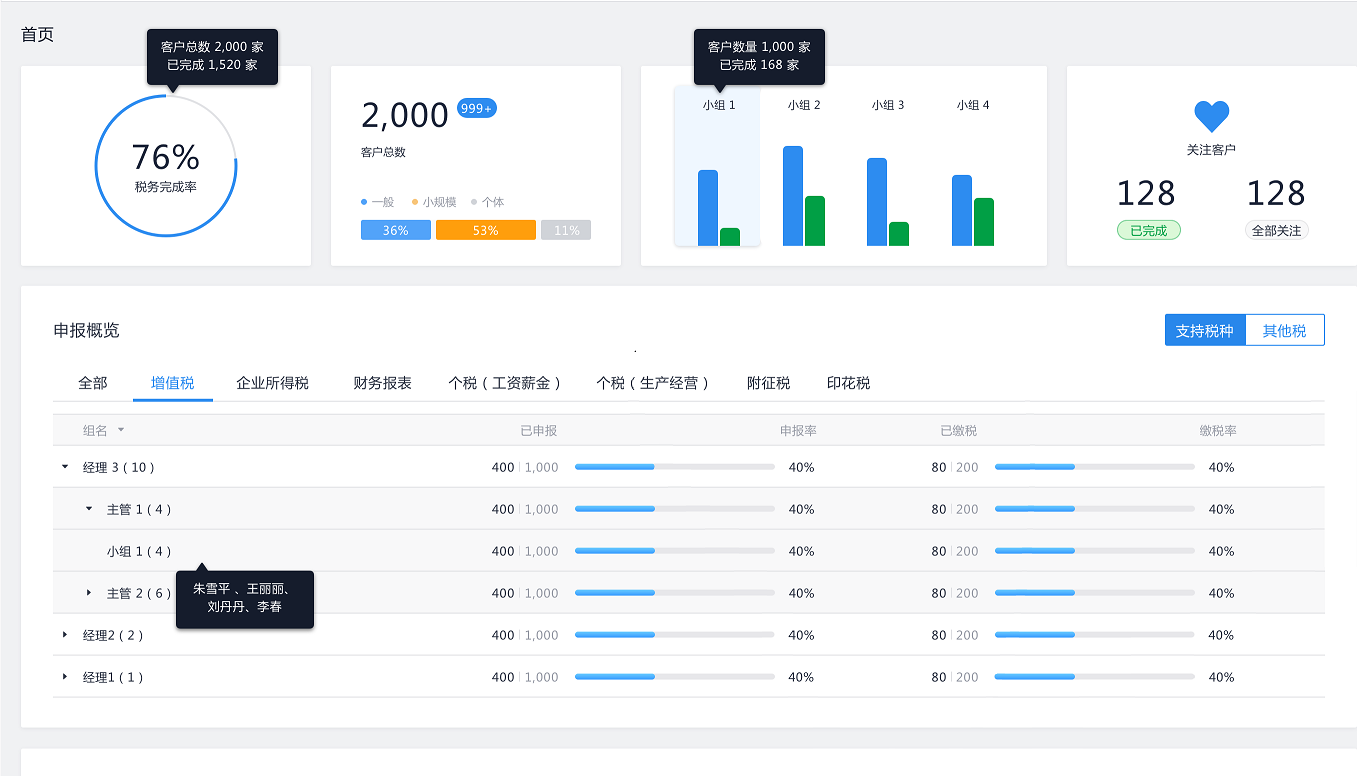 首页
客户总数 2,000 家
已完成 1,520 家
76%
税务完成率
2,000 999+
客户总数
一般 小规模 个体
36% 53% 11%
客户数量 1,000 家
已完成 168 家
小组 1 小组 2 小组 3 小组 4
关注客户
128 128
已完成 全部关注
申报概览
支持税种 其他税
全部 增值税 企业所得税 财务报表 个税 ( 工资薪金 ) 个税 ( 生产经营 ) 附征税 印花税
组名 已申报 申报率 已缴税 缴税率
经理 3 ( 10 ) 400 | 1,000 40% 80 | 200 40%
主管 1 ( 4 ) 400 | 1,000 40% 80 | 200 40%
小组 1 ( 4 ) 400 | 1,000 40% 80 | 200 40%
主管 2 ( 6 ) 400 | 1,000 40% 80 | 200 40%
朱雪平 、王丽丽、
刘丹丹、李春
经理2 ( 2 ) 400 | 1,000 40% 80 | 200 40%
经理1 ( 1 ) 400 | 1,000 40% 80 | 200 40%